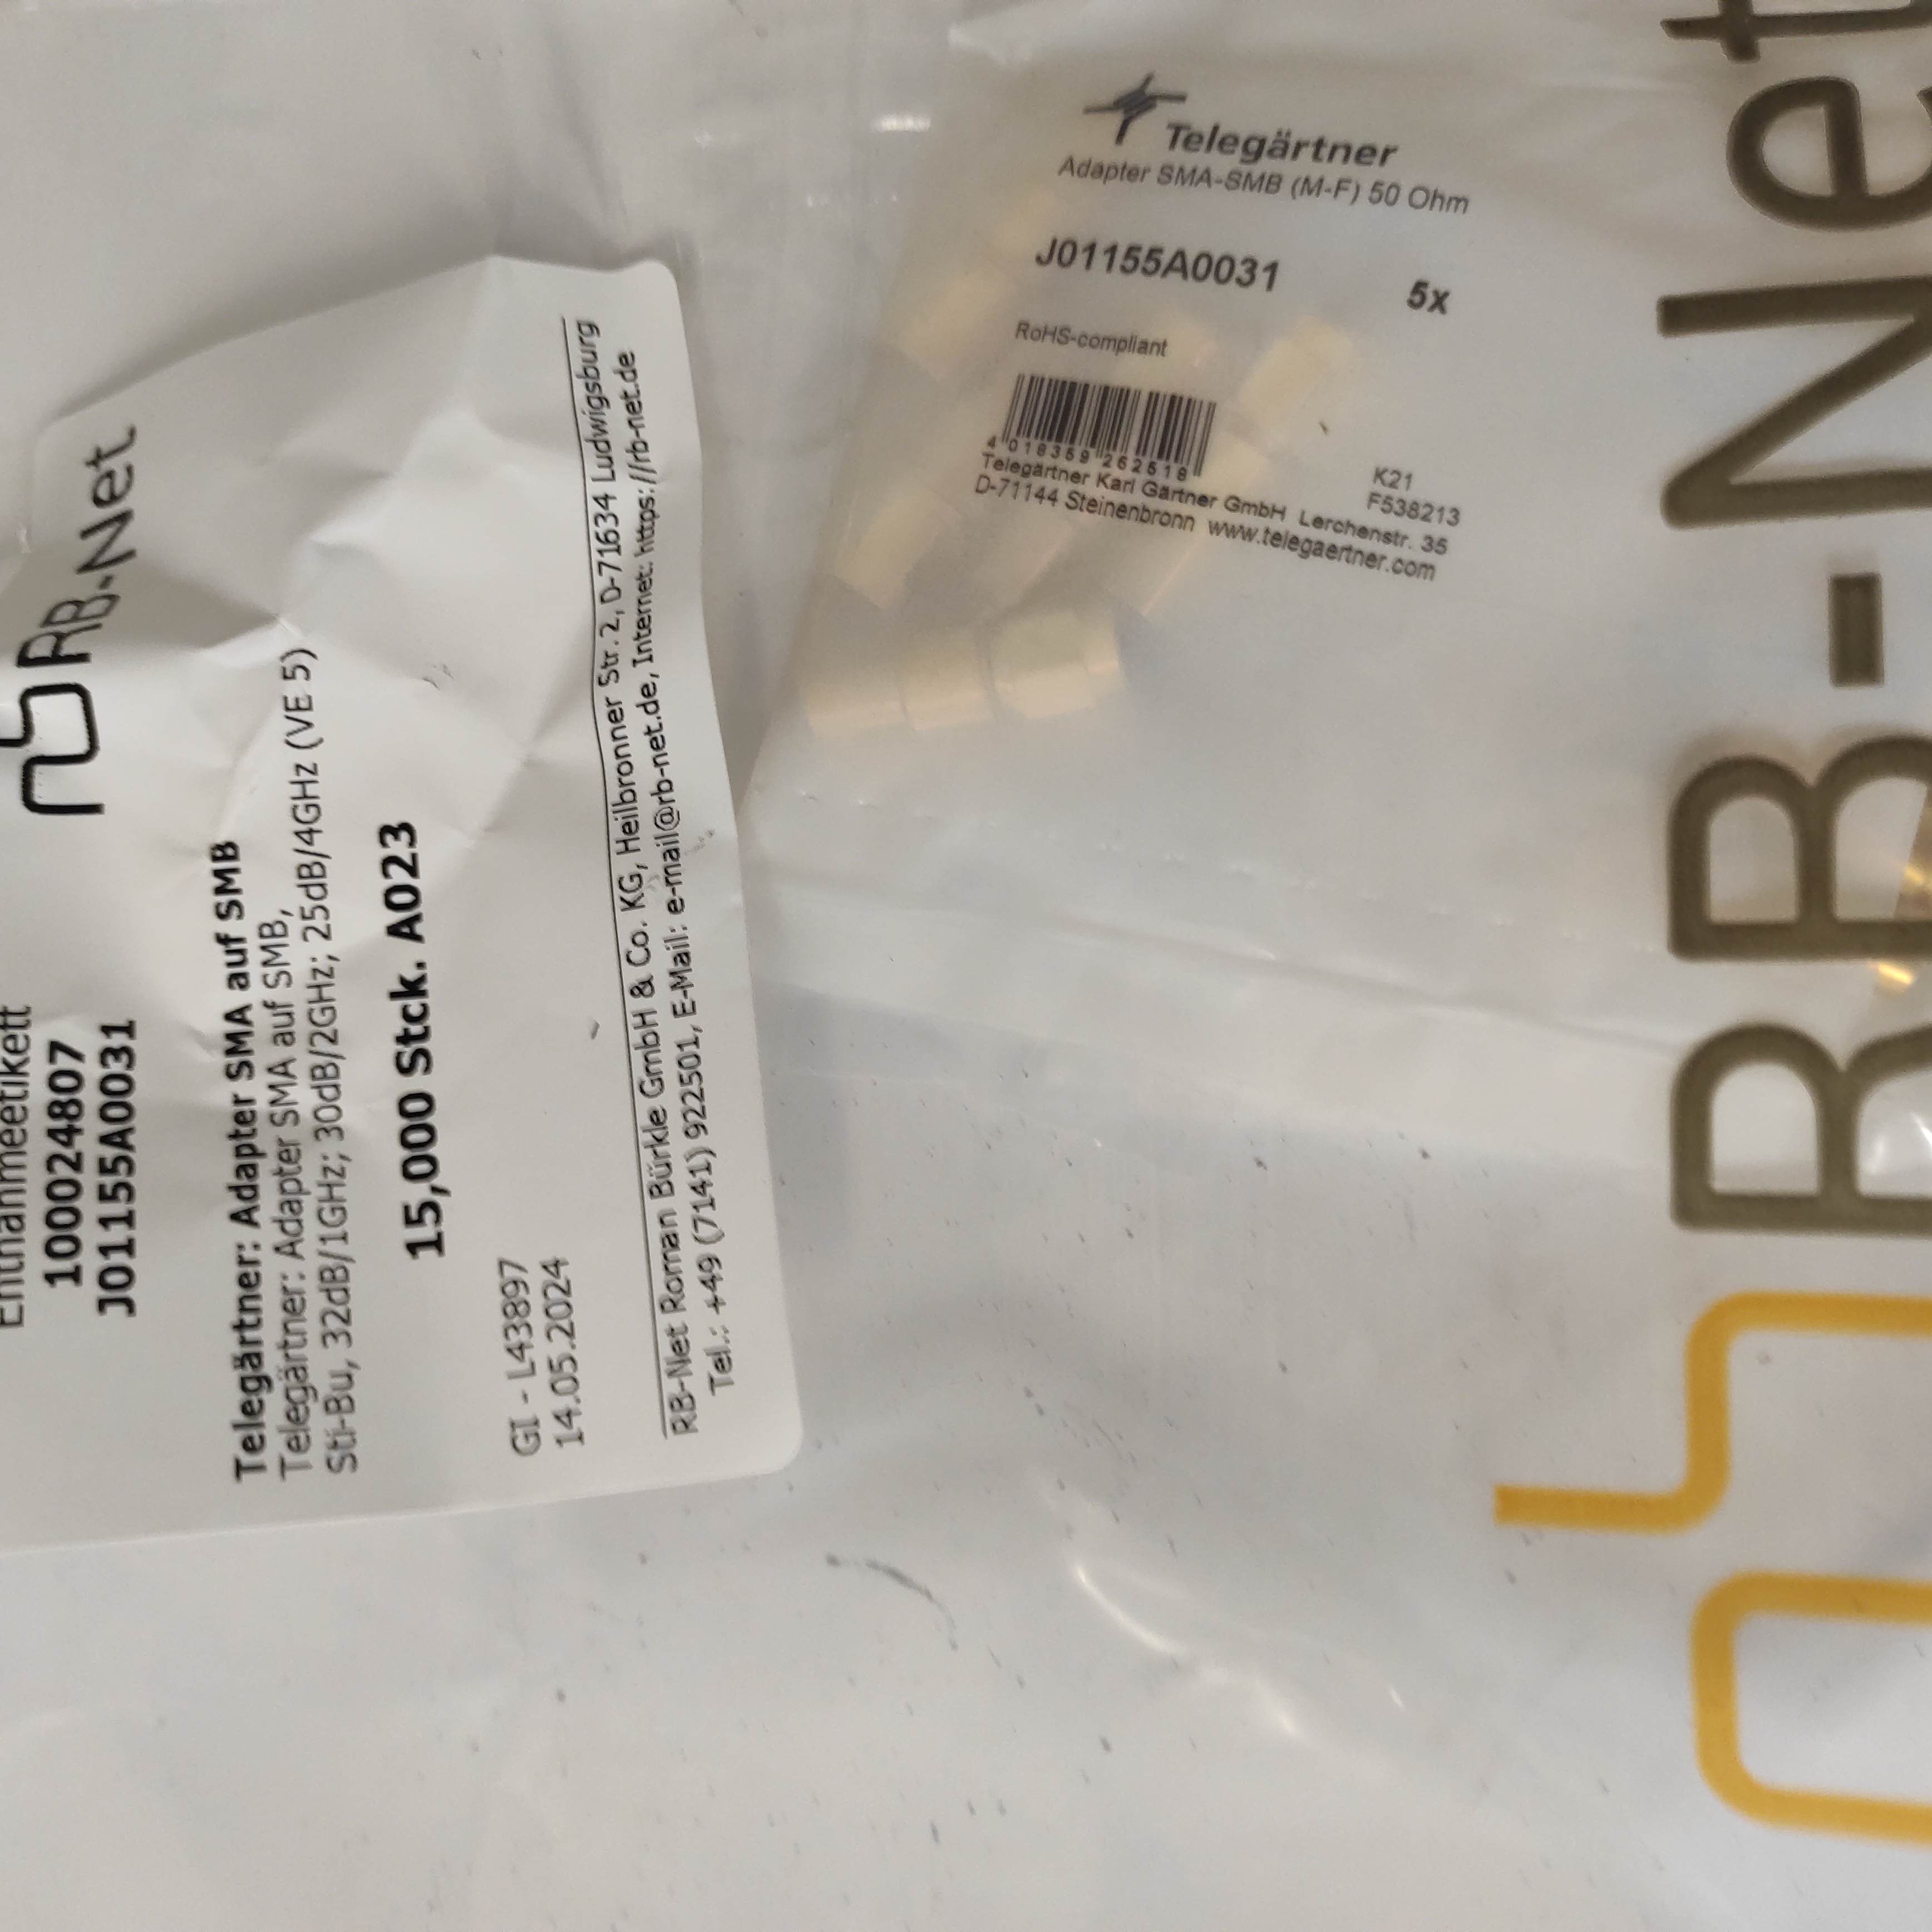 RB-Net
Entnahmeetikett
100024807
J01155A0031
Telegärtner: Adapter SMA auf SMB
Telegärtner: Adapter SMA auf SMB,
Sti-Bu, 32dB/1GHz; 30dB/2GHz; 25dB/4GHz (VE 5)
15,000 Stck. A023
GI - L43897
14.05.2024
RB-Net Roman Bürkle GmbH & Co. KG, Heilbronner Str. 2, D-71634 Ludwigsburg
Tel.: +49 (7141) 922501, E-Mail: e-mail@rb-net.de, Internet: https://rb-net.de
Telegärtner
Adapter SMA-SMB (M-F) 50 Ohm
J01155A0031
5x
RoHS-compliant
4 018359 262518
K21
F538213
Telegärtner Karl Gärtner GmbH Lerchenstr. 35
D-71144 Steinenbronn www.telegaertner.com
RB-Net